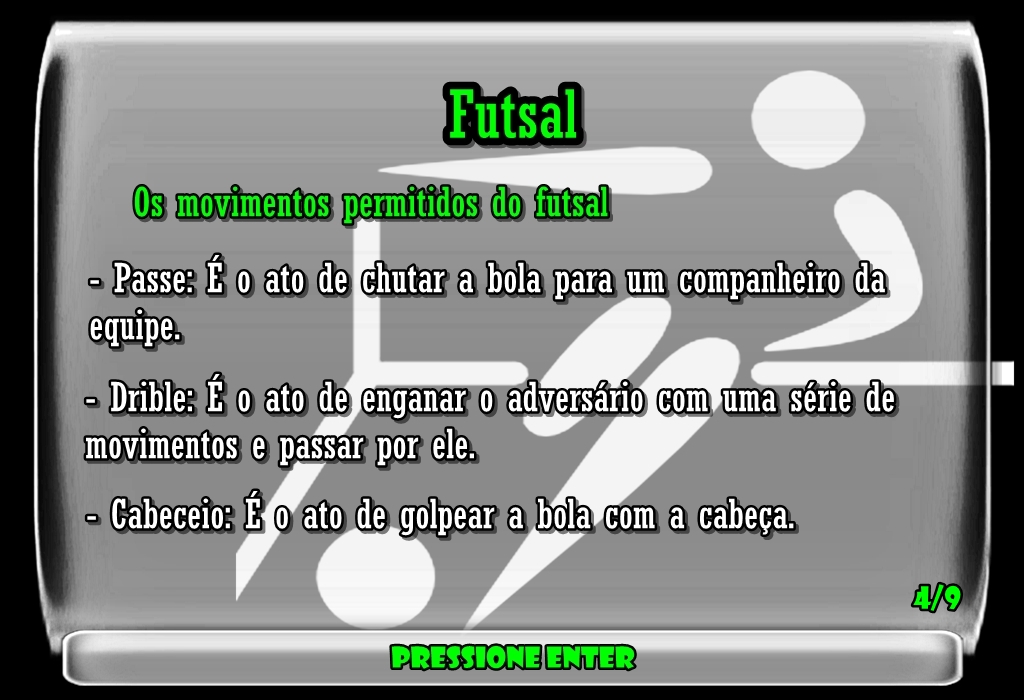 Futsal
Os movimentos permitidos do futsal
- Passe: É o ato de chutar a bola para um companheiro da
equipe.
- Drible: É o ato de enganar o adversário com uma série de
movimentos e passar por ele.
- Cabeceio: É o ato de golpear a bola com a cabeça.
4/9
PRESSIONE ENTER